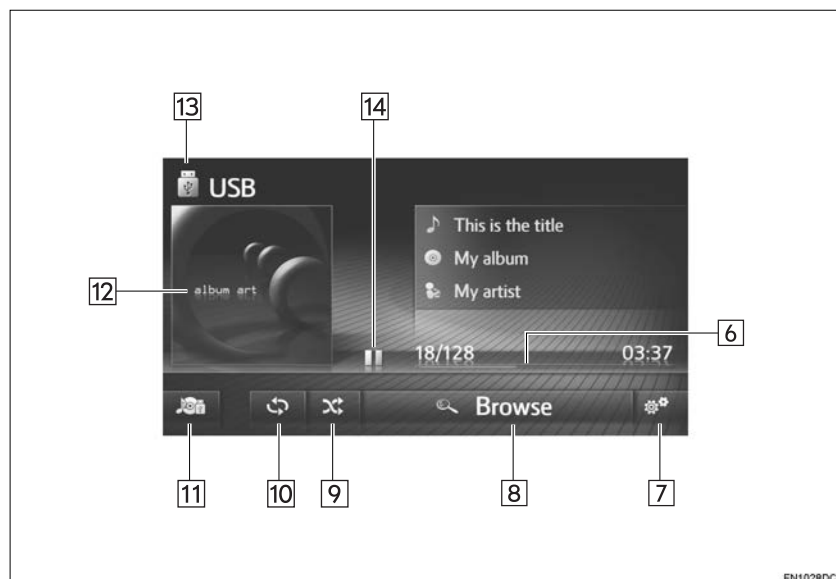 13
14
USB
This is the title
My album
My artist
album art
12
6
18/128
03:37
Browse
11
10
9
8
7
EN1028DC